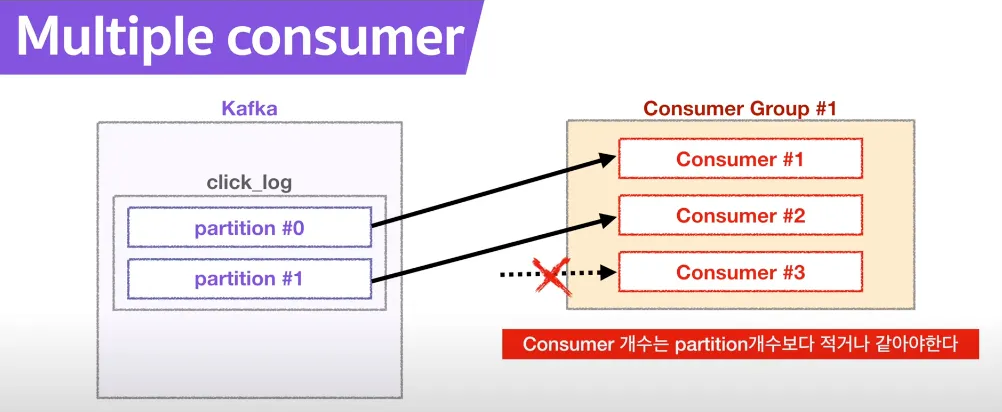 Multiple consumer
Kafka
click_log
partition #0
partition #1
Consumer Group #1
Consumer #1
Consumer #2
Consumer #3
Consumer 개수는 partition개수보다 적거나 같아야한다